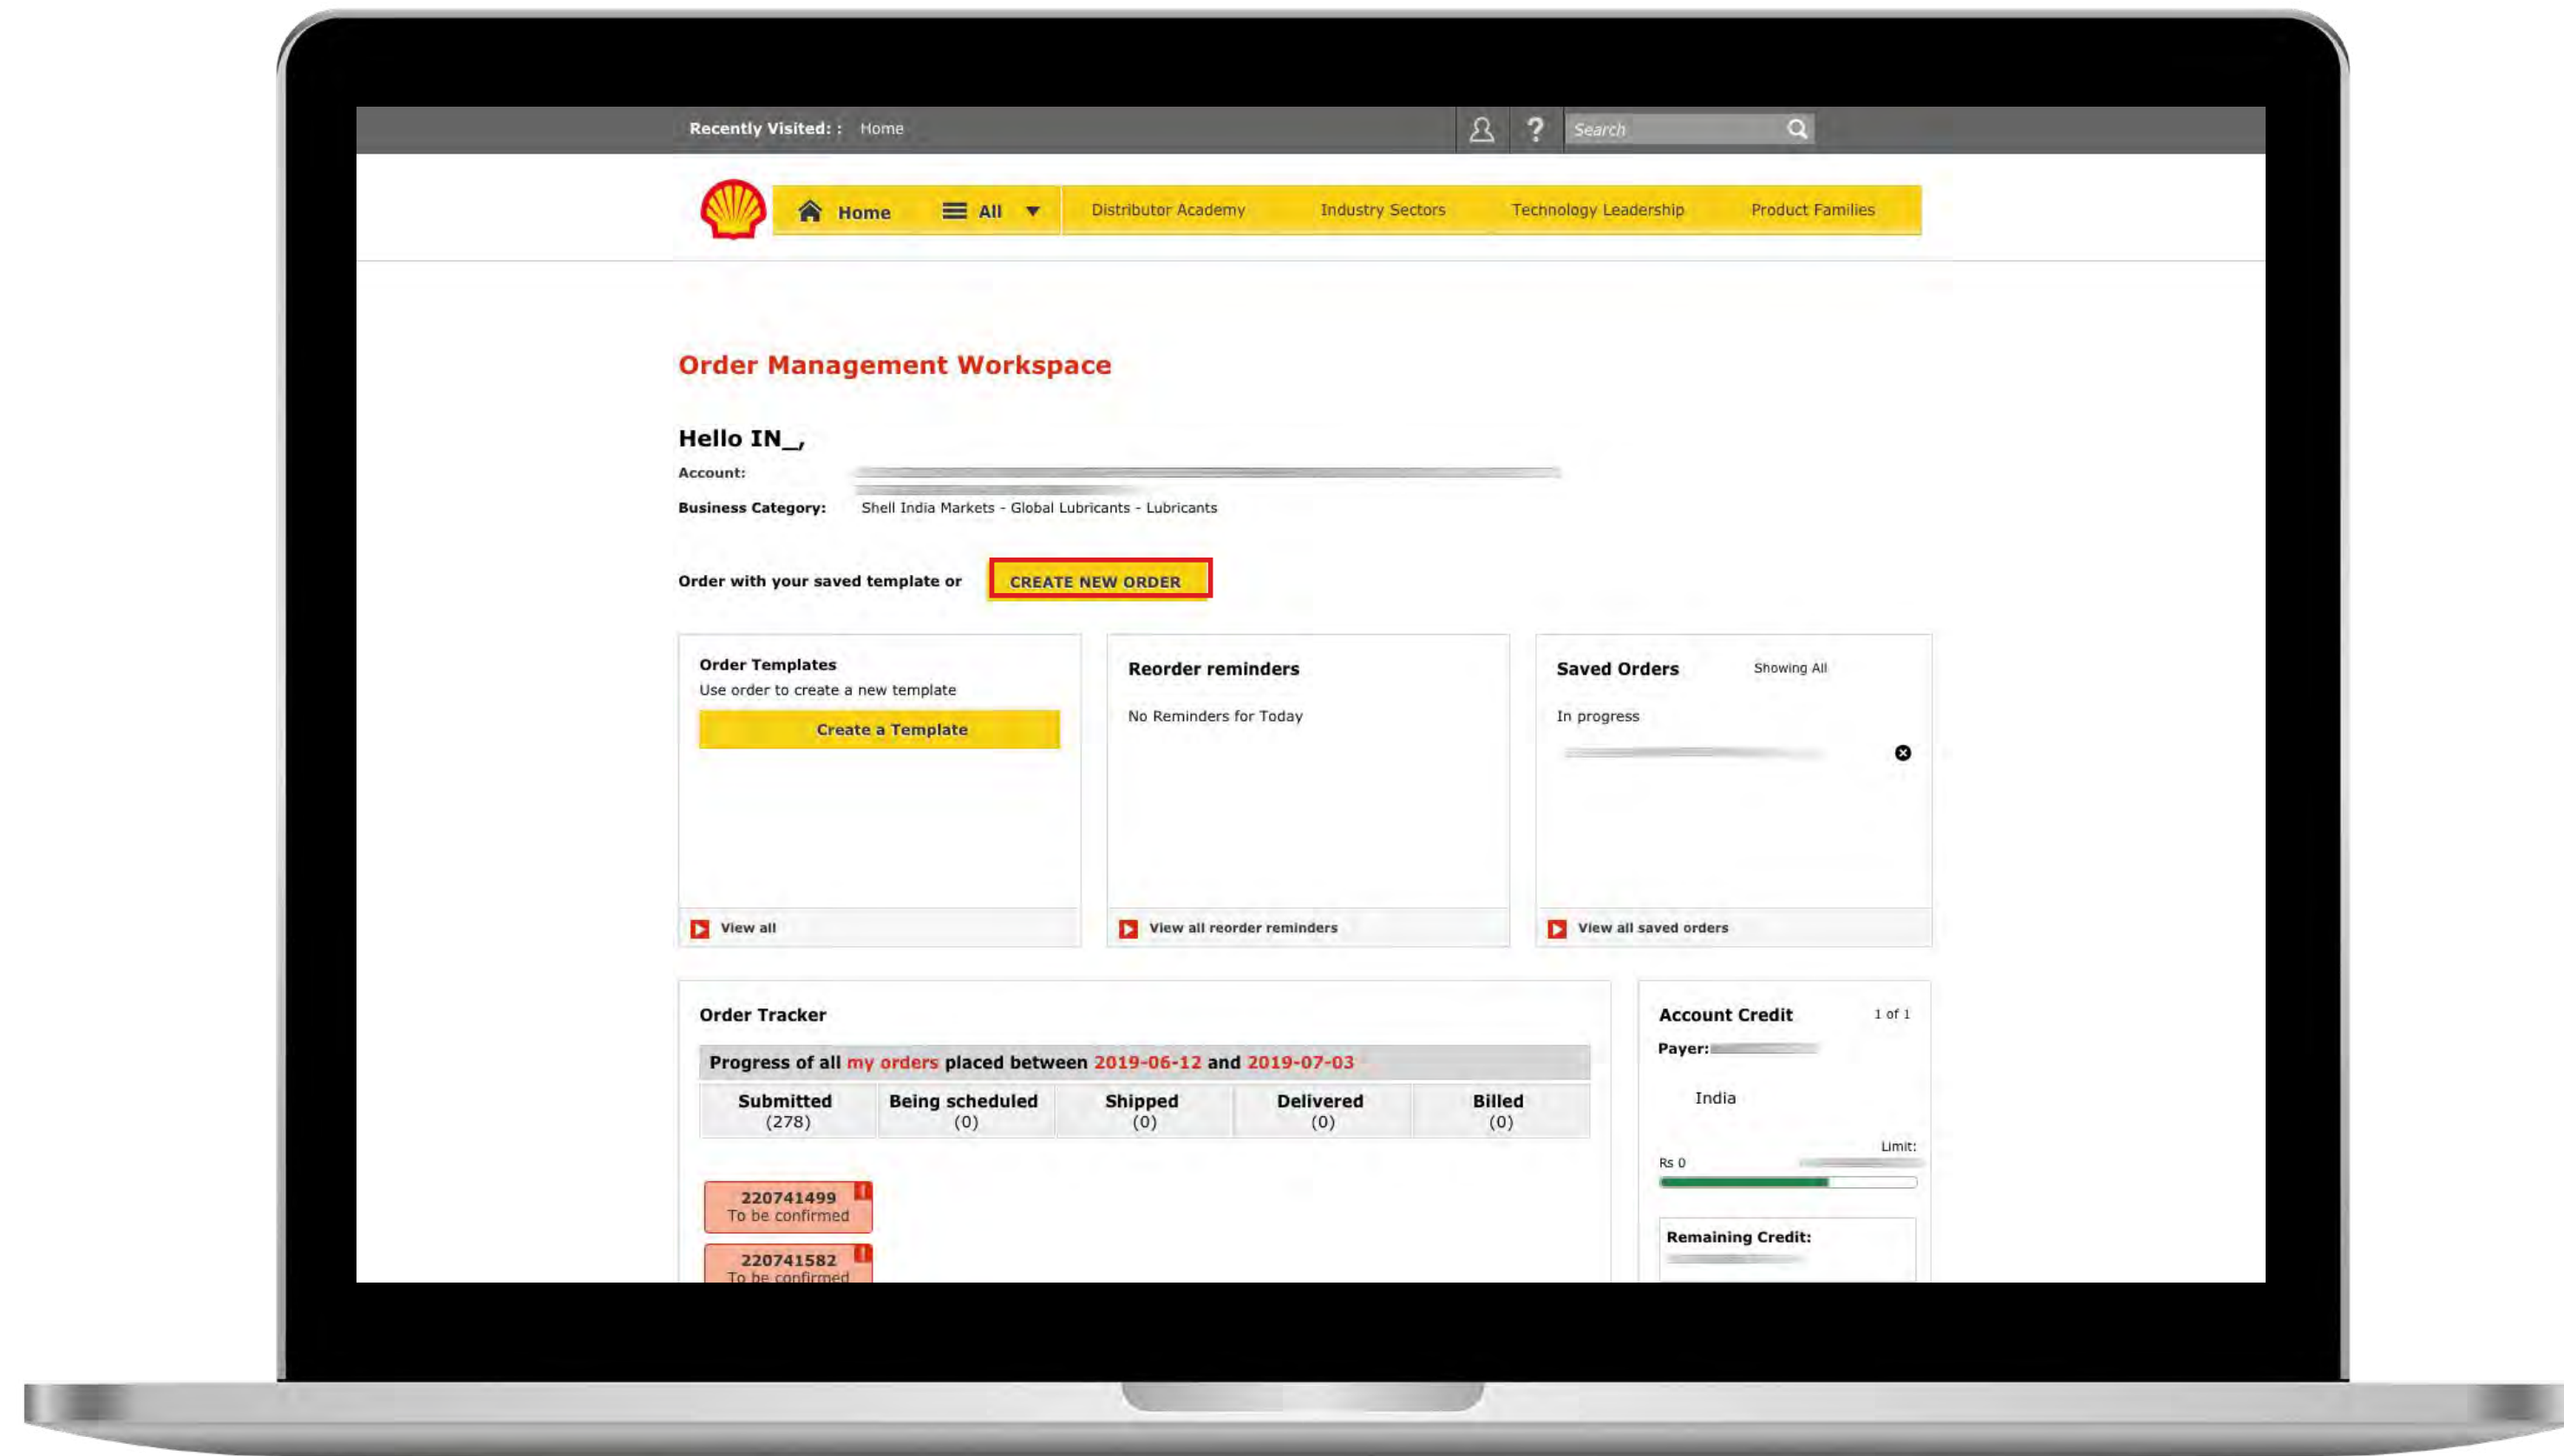 Recently Visited: : Home
? Search
Home All Distributor Academy Industry Sectors Technology Leadership Product Families
Order Management Workspace
Hello IN_,
Account:
Business Category: Shell India Markets - Global Lubricants - Lubricants
Order with your saved template or CREATE NEW ORDER
Order Templates
Use order to create a new template
Create a Template
View all
Reorder reminders
No Reminders for Today
View all reorder reminders
Saved Orders Showing All
In progress
View all saved orders
Order Tracker
Progress of all my orders placed between 2019-06-12 and 2019-07-03
Submitted Being scheduled Shipped Delivered Billed
(278) (0) (0) (0) (0)
220741499
To be confirmed
220741582
To be confirmed
Account Credit 1 of 1
Payer:
India
Limit:
Rs 0
Remaining Credit: